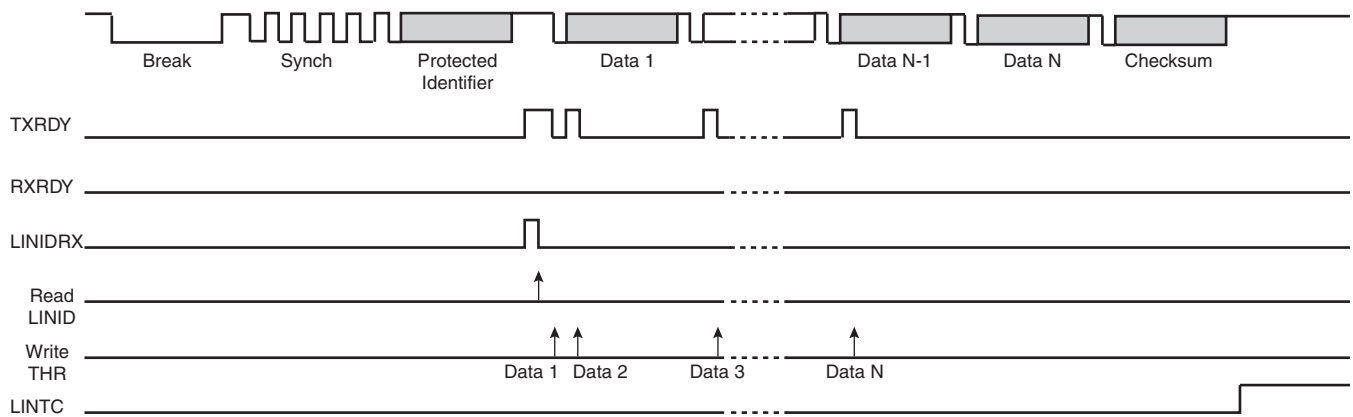 Break Synch Protected Identifier Data 1 Data N-1 Data N Checksum
TXRDY
RXRDY
LINIDRX
Read
LINID
Write
THR
Data 1 Data 2 Data 3 Data N
LINTC